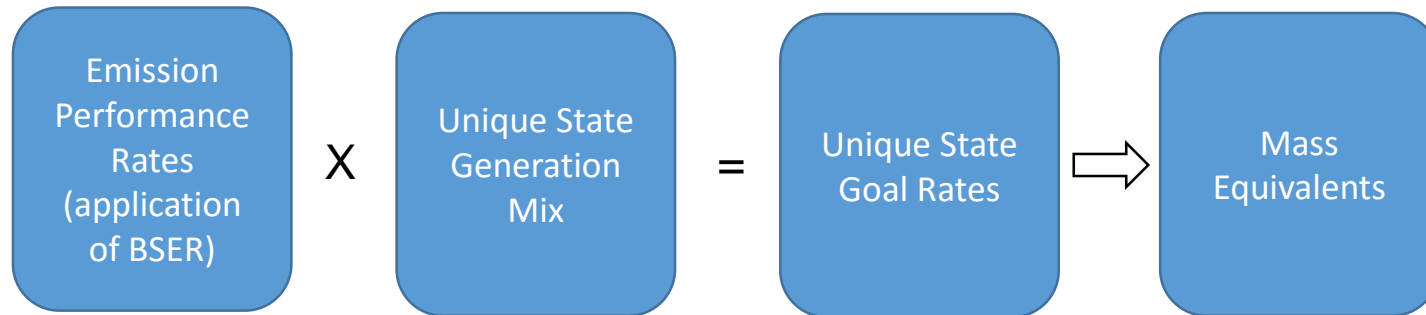 Emission
Performance
Rates
(application
of BSER)
X
Unique State
Generation
Mix
=
Unique State
Goal Rates
Mass
Equivalents